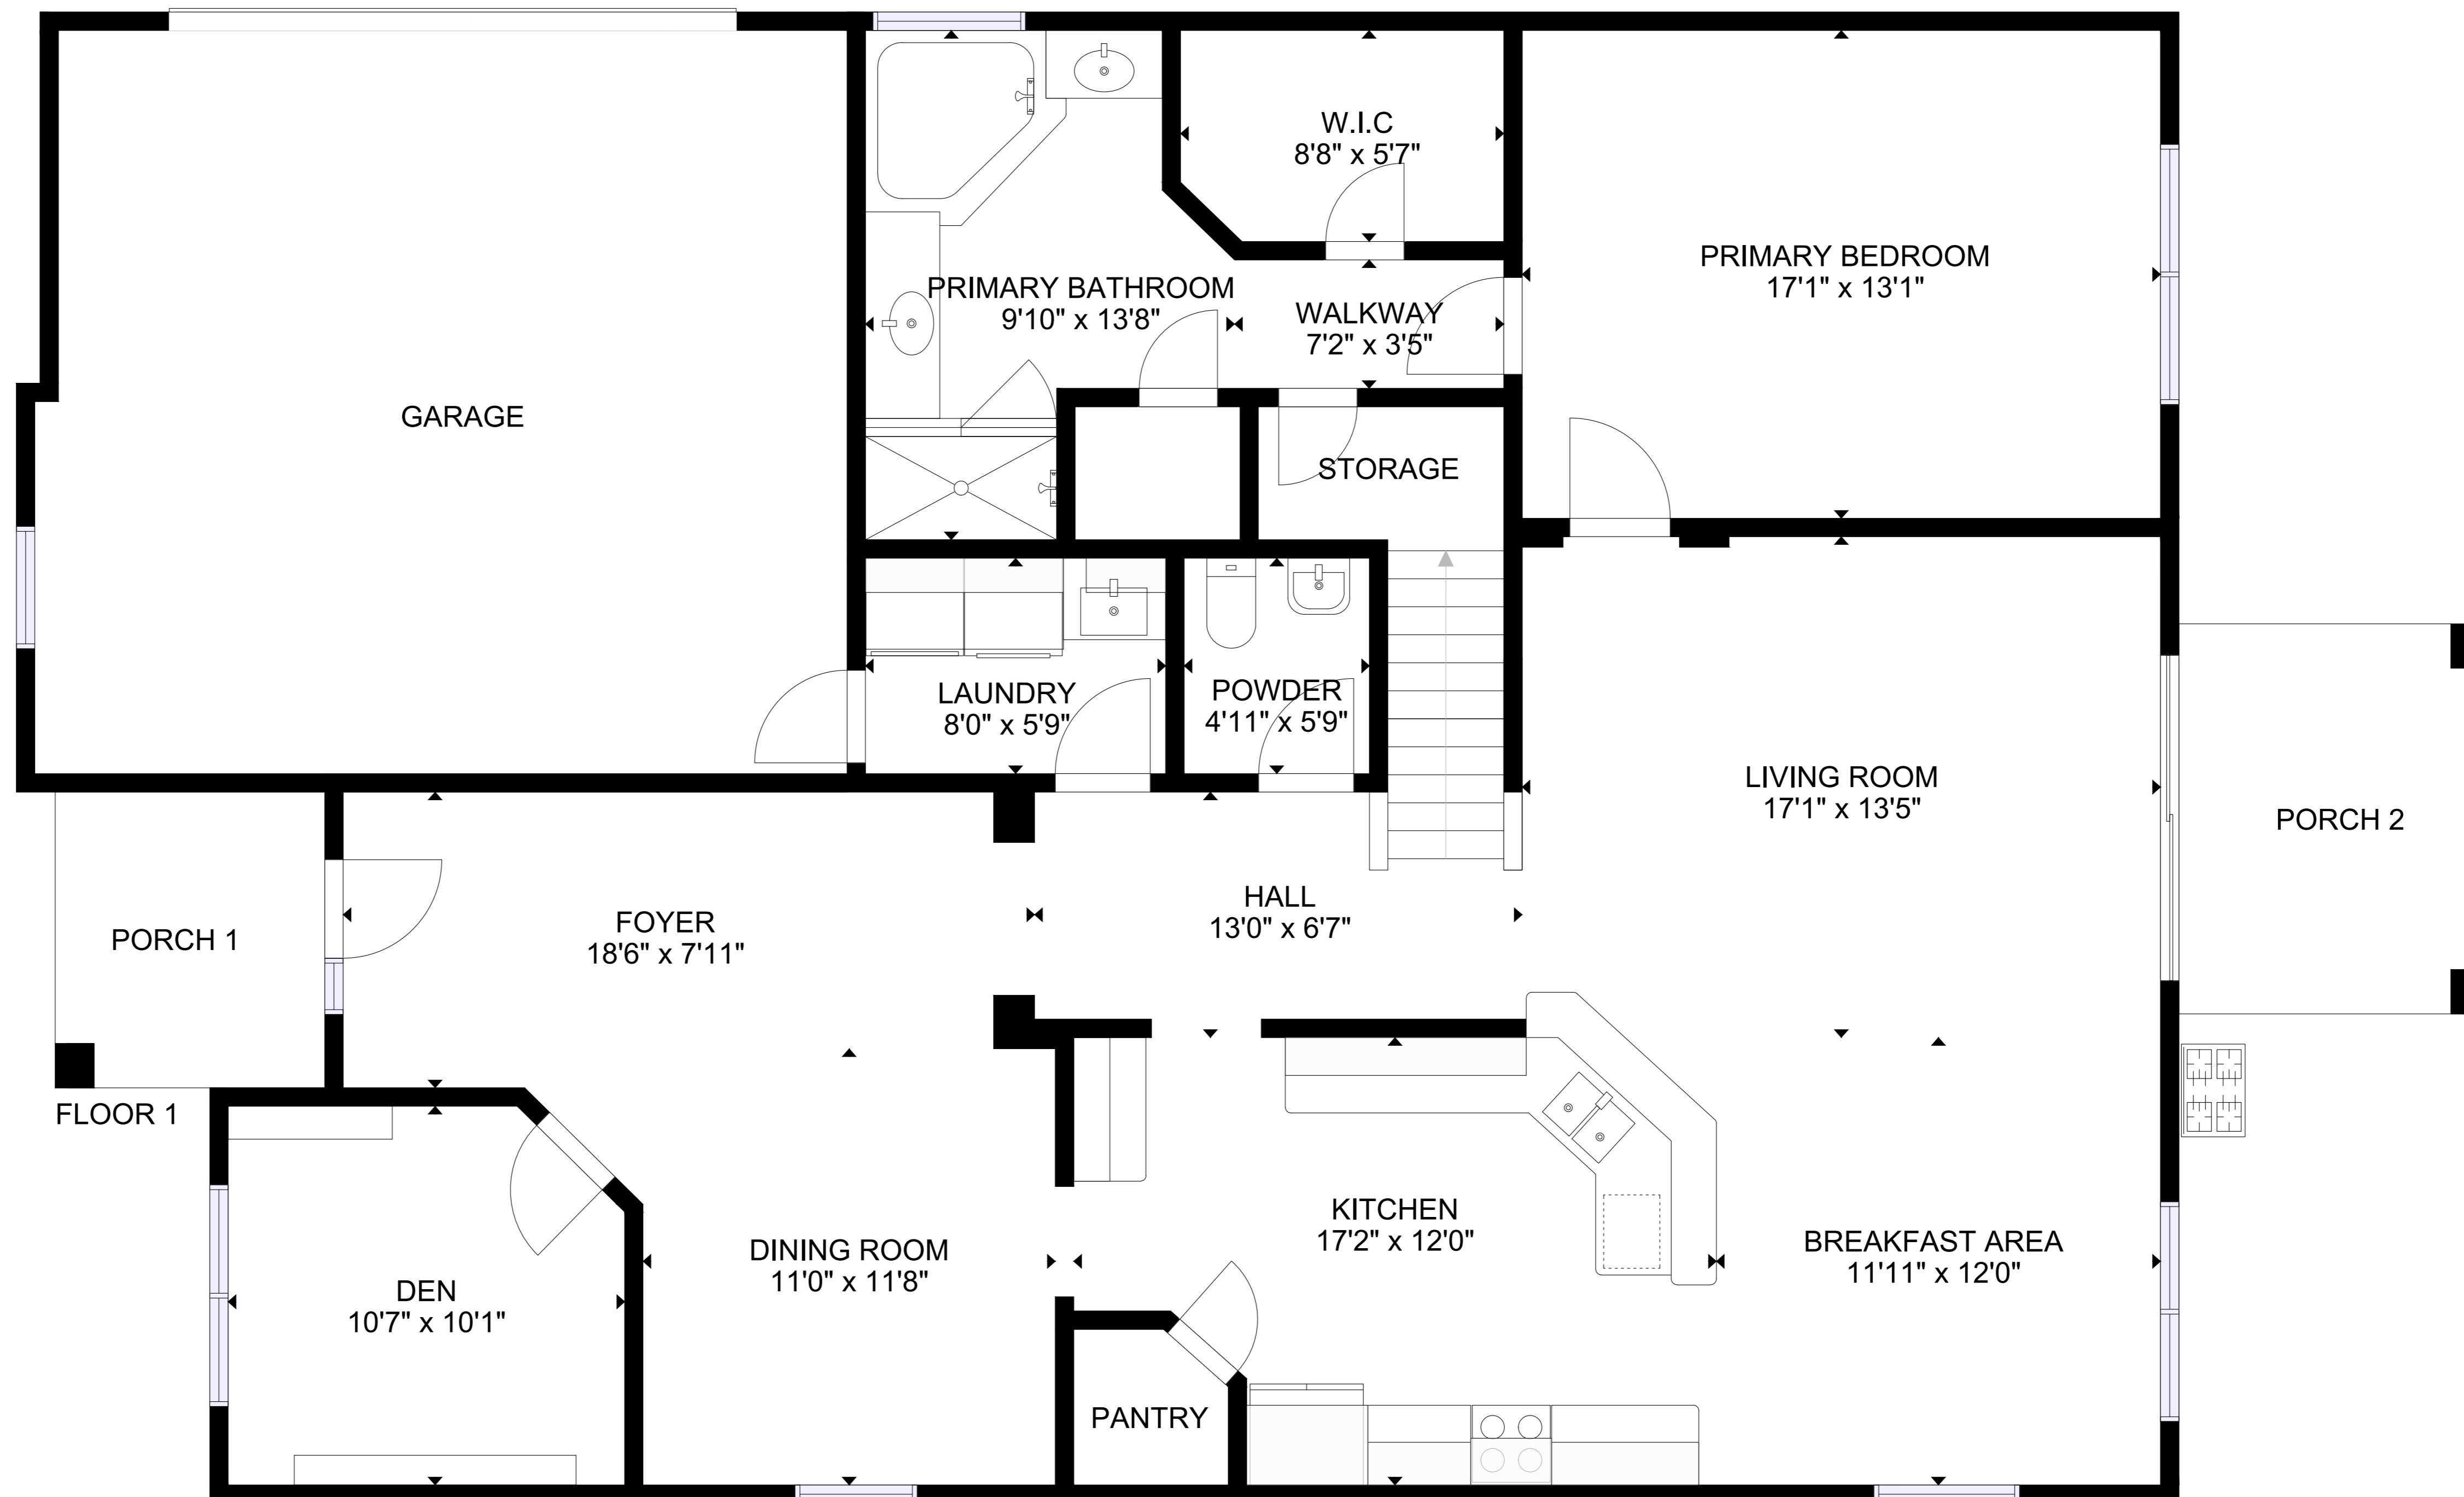 W.I.C
8'8" x 5'7"
PRIMARY BEDROOM
17'1" x 13'1"
PRIMARY BATHROOM
9'10" x 13'8"
WALKWAY
7'2" x 3'5"
GARAGE
STORAGE
LAUNDRY
8'0" x 5'9"
POWDER
4'11" x 5'9"
LIVING ROOM
17'1" x 13'5"
PORCH 2
HALL
13'0" x 6'7"
FOYER
18'6" x 7'11"
PORCH 1
FLOOR 1
KITCHEN
17'2" x 12'0"
BREAKFAST AREA
11'11" x 12'0"
DINING ROOM
11'0" x 11'8"
DEN
10'7" x 10'1"
PANTRY